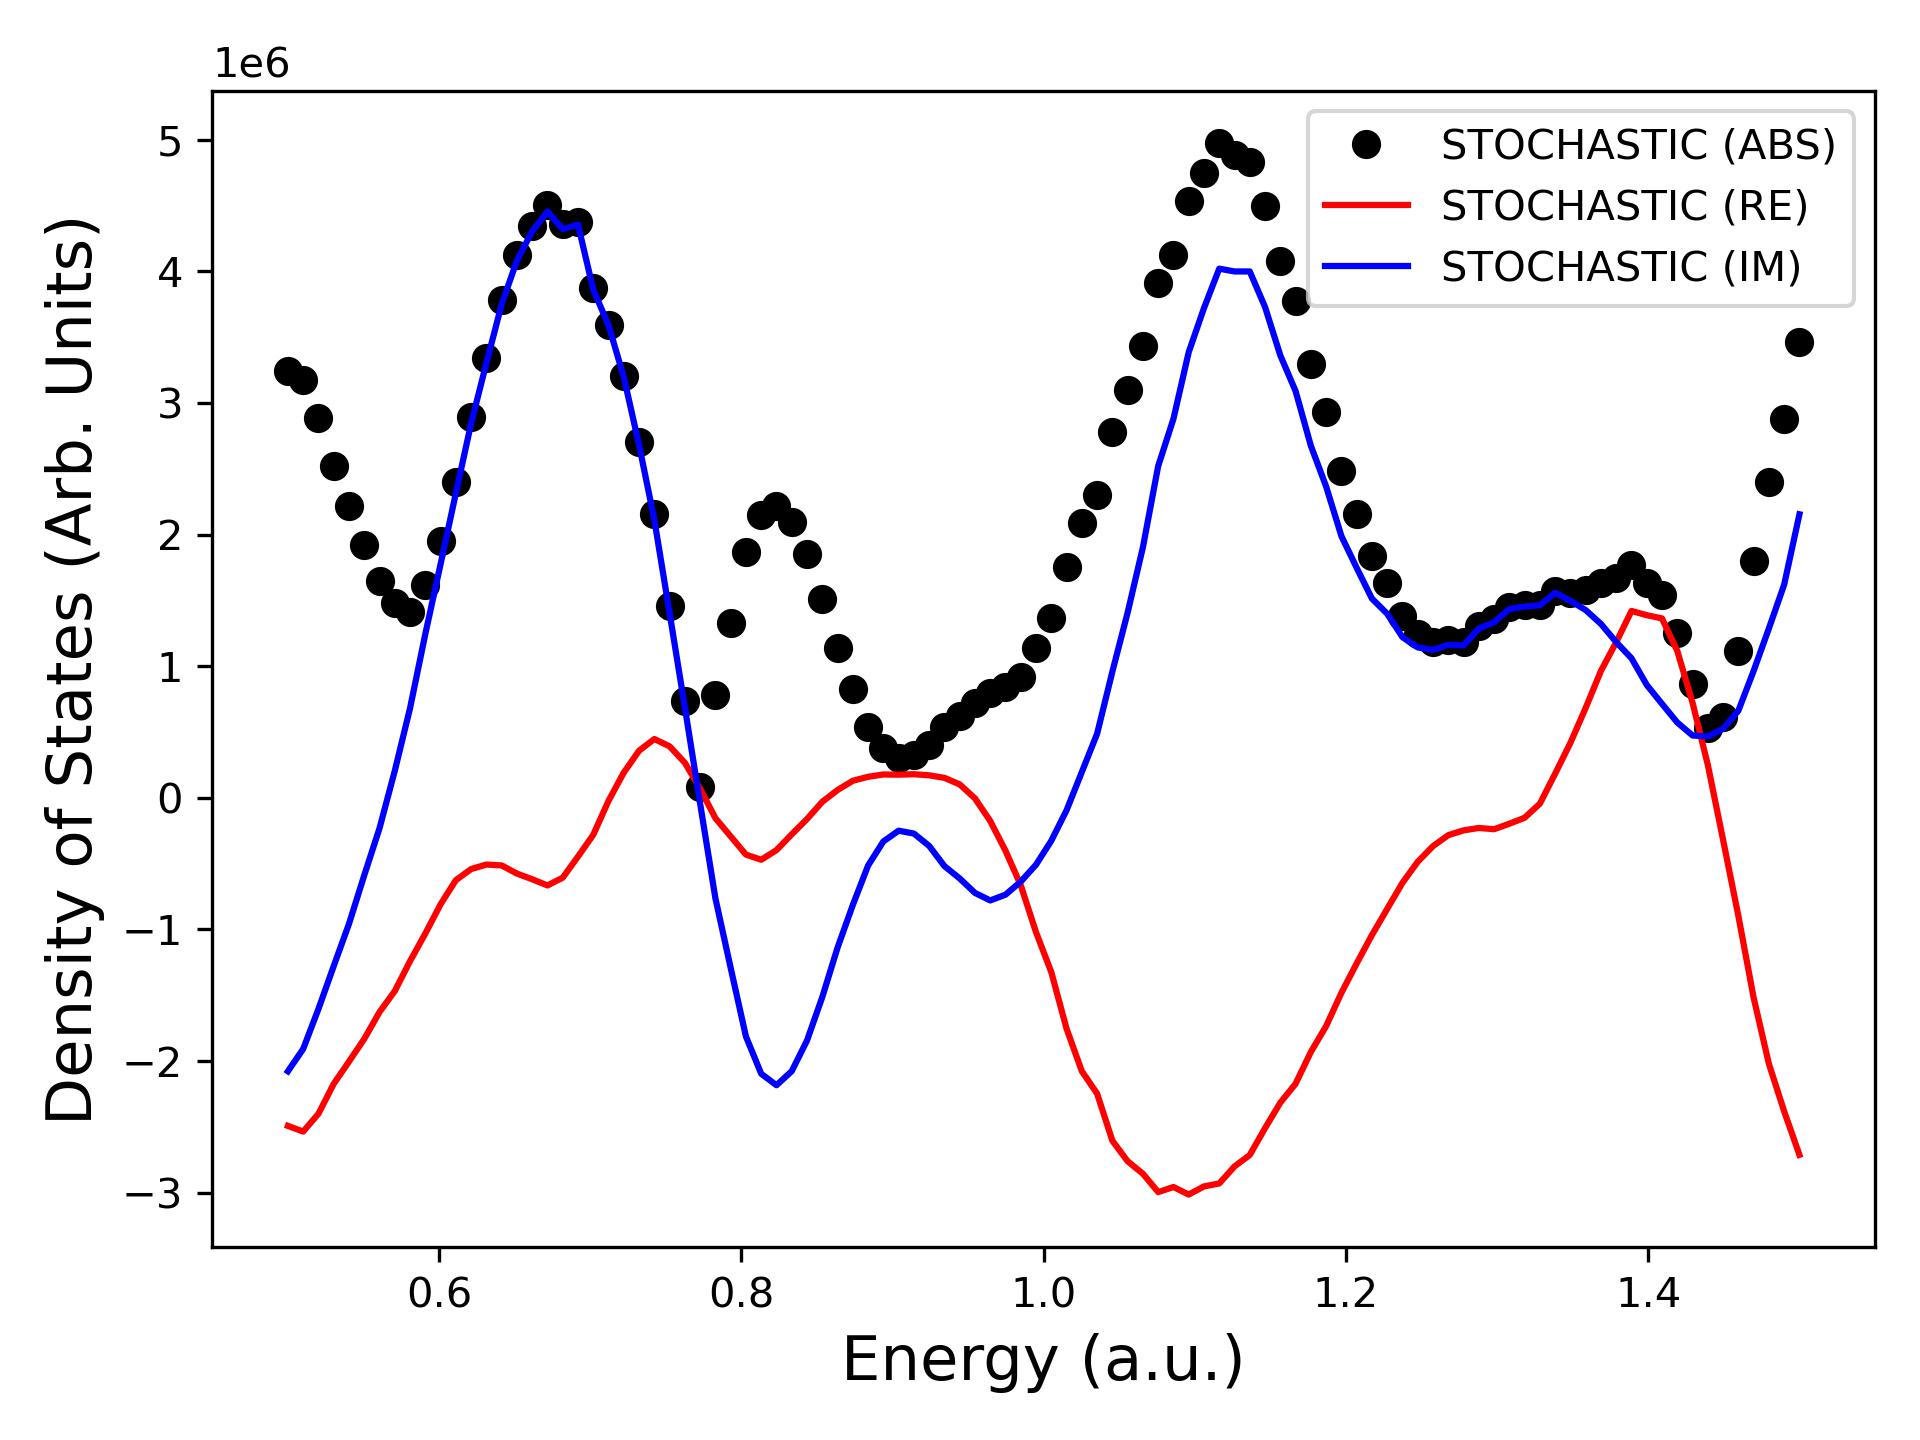 1e6
5
4
3
2
1
0
−1
−2
−3
Density of States (Arb. Units)
STOCHASTIC (ABS)
STOCHASTIC (RE)
STOCHASTIC (IM)
0.6 0.8 1.0 1.2 1.4
Energy (a.u.)